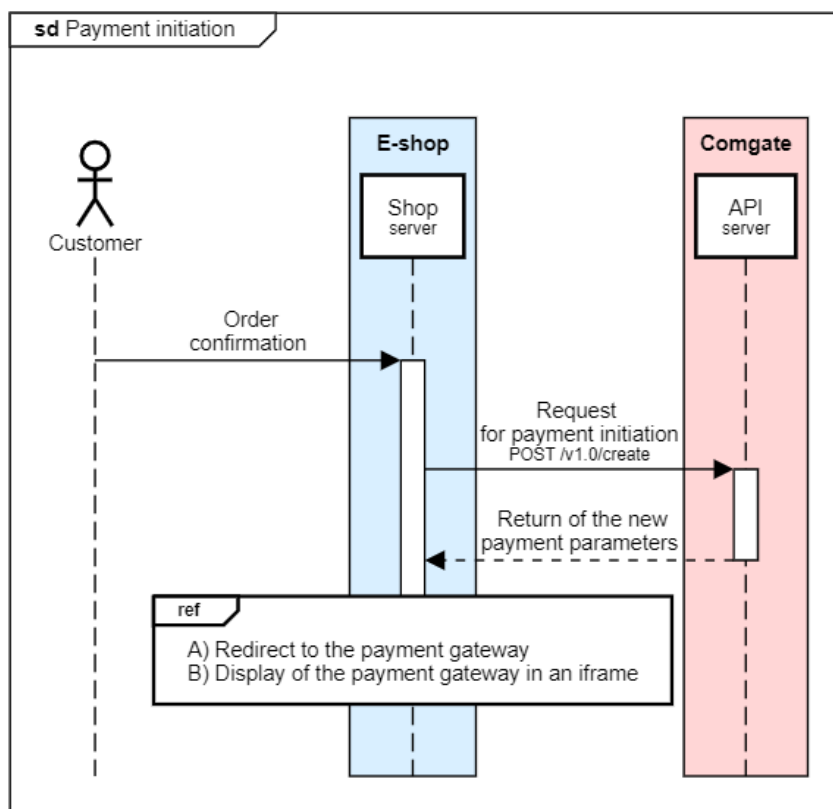 sd Payment initiation
E-shop
Comgate
Customer
Shop
server
API
server
Order
confirmation
Request
for payment initiation
POST /v1.0/create
Return of the new
payment parameters
ref
A) Redirect to the payment gateway
B) Display of the payment gateway in an iframe